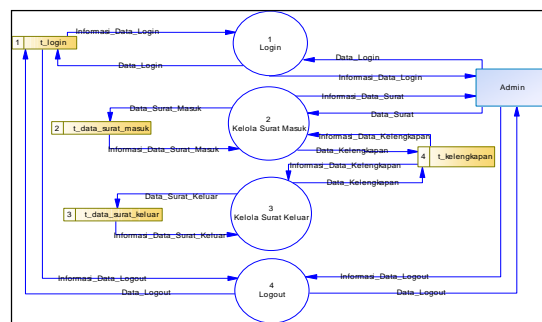 1
Login
Informasi_Data_Login
1 t_login
Data_Login
Data_Login
Informasi_Data_Login
Admin
Informasi_Data_Surat
Data_Surat
Data_Surat_Masuk
2
Kelola Surat Masuk
2 t_data_surat_masuk
Informasi_Data_Surat_Masuk
Informasi_Data_Kelengkapan
Data_Kelengkapan
4 t_kelengkapan
Informasi_Data_Kelengkapan
Data_Kelengkapan
Data_Surat_Keluar
3
Kelola Surat Keluar
3 t_data_surat_keluar
Informasi_Data_Surat_Keluar
4
Logout
Informasi_Data_Logout
Informasi_Data_Logout
Data_Logout
Data_Logout